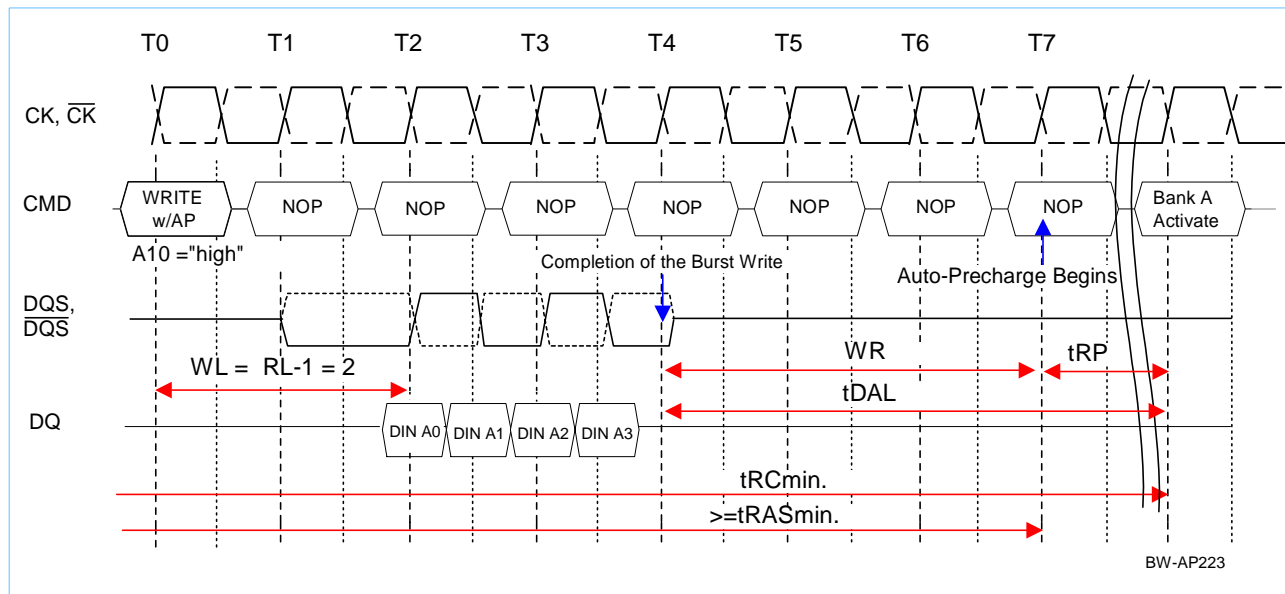 T0 T1 T2 T3 T4 T5 T6 T7
CK, CK
CMD
WRITE
w/AP
NOP NOP NOP NOP NOP NOP NOP
Bank A
Activate
A10 ="high"
Completion of the Burst Write
Auto-Precharge Begins
DQS,
DQS
WL = RL-1 = 2
WR
tRP
tDAL
DQ
DIN A0 DIN A1 DIN A2 DIN A3
tRCmin.
>=tRASmin.
BW-AP223